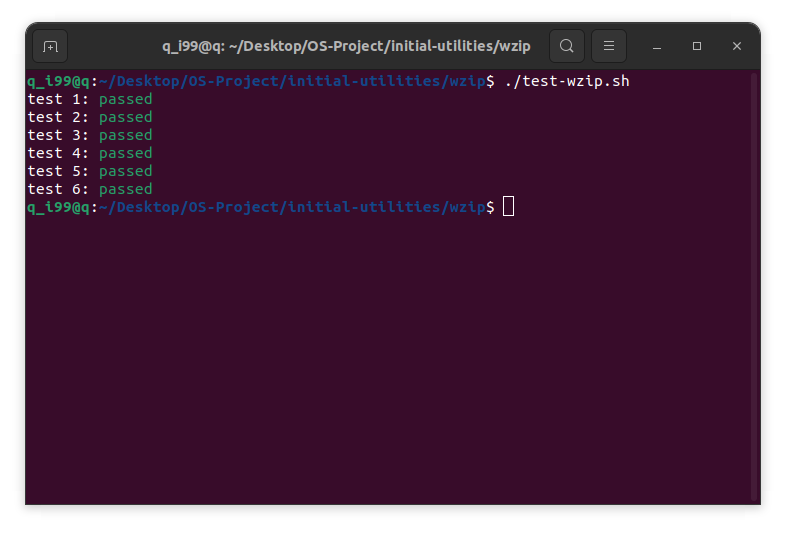 q_i99@q: ~/Desktop/OS-Project/initial-utilities/wzip
q_i99@q:~/Desktop/OS-Project/initial-utilities/wzip$ ./test-wzip.sh
test 1: passed
test 2: passed
test 3: passed
test 4: passed
test 5: passed
test 6: passed
q_i99@q:~/Desktop/OS-Project/initial-utilities/wzip$